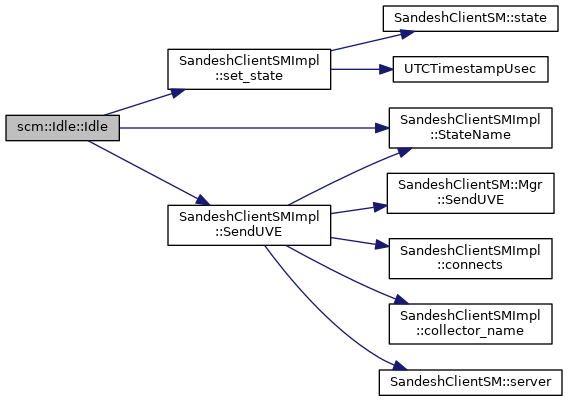 scm::Idle::Idle
SandeshClientSMImpl
::set_state
SandeshClientSM::state
UTCTimestampUsec
SandeshClientSMImpl
::StateName
SandeshClientSMImpl
::SendUVE
SandeshClientSM::Mgr
::SendUVE
SandeshClientSMImpl
::connects
SandeshClientSMImpl
::collector_name
SandeshClientSM::server